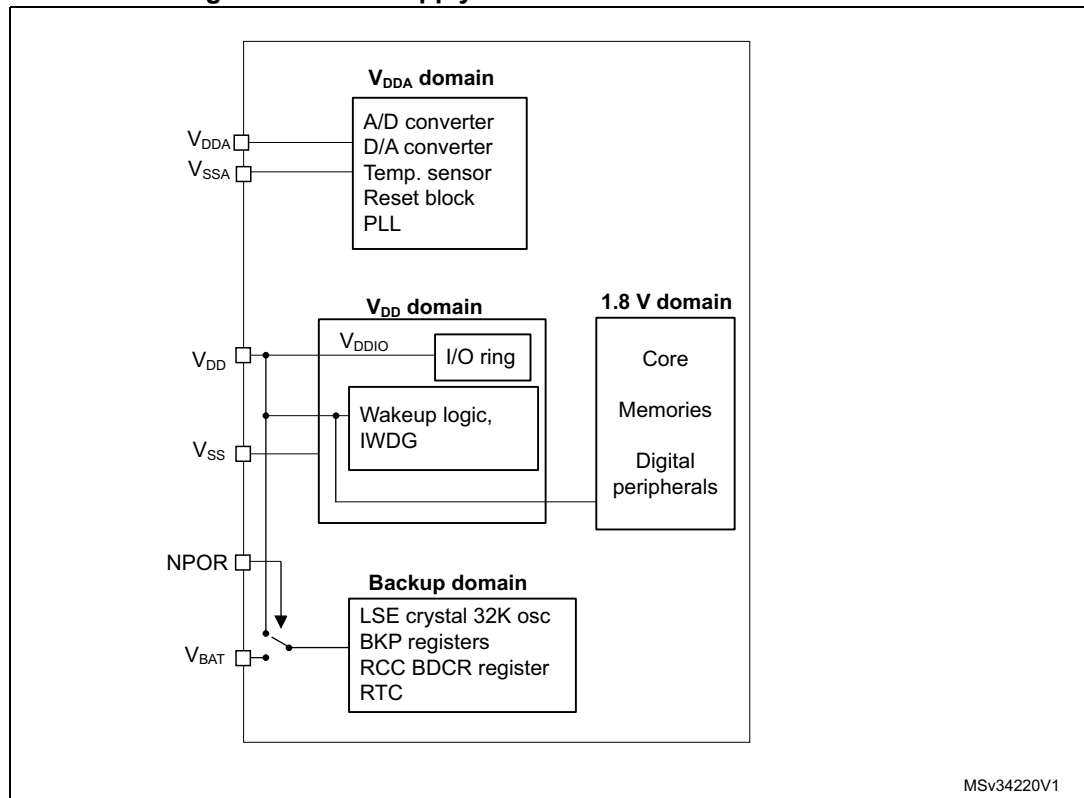 V_DDA domain
A/D converter
D/A converter
Temp. sensor
Reset block
PLL
V_DDA
V_SSA
V_DD domain
1.8 V domain
V_DDIO
I/O ring
V_DD
Core
Wakeup logic,
IWDG
Memories
V_SS
Digital
peripherals
NPOR
Backup domain
LSE crystal 32K osc
BKP registers
RCC BDCR register
RTC
V_BAT
MSv34220V1